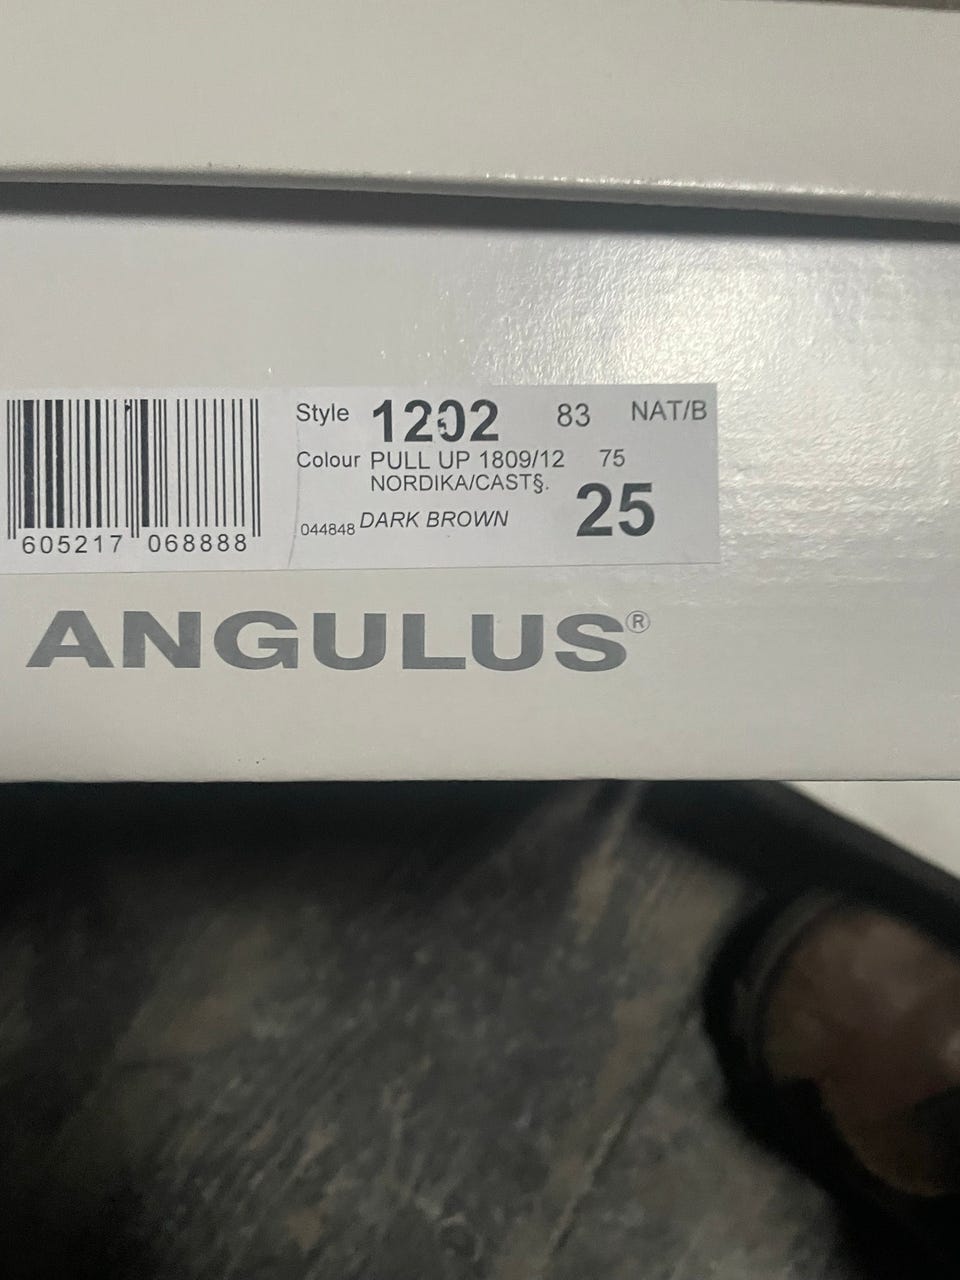 Style 1202 83 NAT/B
Colour PULL UP 1809/12 75
NORDIKA/CAST§.
25
044848 DARK BROWN
605217 068888
ANGULUS®